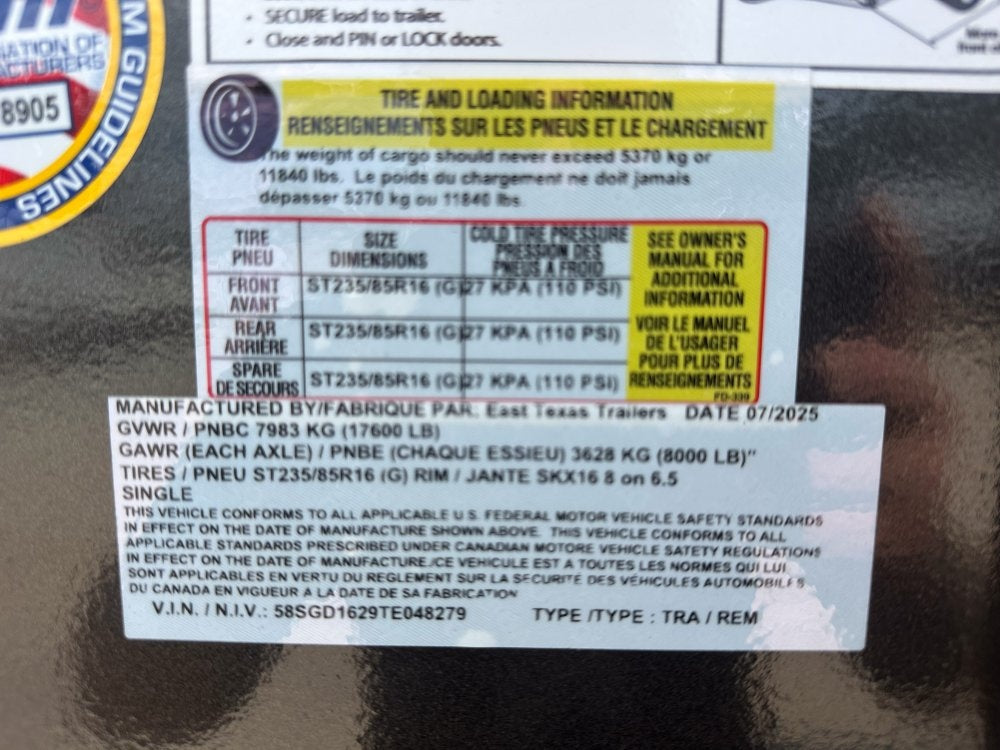 • SECURE load to trailer.
• Close and PIN or LOCK doors.
NATION OF
ACTURERS
8905
M GUIDELINES
TIRE AND LOADING INFORMATION
RENSEIGNEMENTS SUR LES PNEUS ET LE CHARGEMENT
The weight of cargo should never exceed 5370 kg or
11840 lbs. Le poids du chargement ne doit jamais
dépasser 5370 kg ou 11840 lbs.
TIRE PNEU
SIZE DIMENSIONS
COLD TIRE PRESSURE PRESSION DES PNEUS A FROID
FRONT AVANT
ST235/85R16 (G)
27 KPA (110 PSI)
REAR ARRIÈRE
ST235/85R16 (G)
27 KPA (110 PSI)
SPARE DE SECOURS
ST235/85R16 (G)
27 KPA (110 PSI)
SEE OWNER'S
MANUAL FOR
ADDITIONAL
INFORMATION
VOIR LE MANUEL
DE L'USAGER
POUR PLUS DE
RENSEIGNEMENTS
PD-339
MANUFACTURED BY/FABRIQUE PAR: East Texas Trailers DATE 07/2025
GVWR / PNBC 7983 KG (17600 LB)
GAWR (EACH AXLE) / PNBE (CHAQUE ESSIEU) 3628 KG (8000 LB)"
TIRES / PNEU ST235/85R16 (G) RIM / JANTE SKX16 8 on 6.5
SINGLE
THIS VEHICLE CONFORMS TO ALL APPLICABLE U.S. FEDERAL MOTOR VEHICLE SAFETY STANDARDS
IN EFFECT ON THE DATE OF MANUFACTURE SHOWN ABOVE. THIS VEHICLE CONFORMS TO ALL
APPLICABLE STANDARDS PRESCRIBED UNDER CANADIAN MOTORE VEHICLE SATETY REGULATIONS
IN EFFECT ON THE DATE OF MANUFACTURE./CE VEHICULE EST A TOUTES LES NORMES QUI LUI
SONT APPLICABLES EN VERTU DU REGLEMENT SUR LA SECURITE DES VEHICULES AUTOMOBILES
DU CANADA EN VIGUEUR A LA DATE DE SA FABRICATION
V.I.N. / N.I.V.: 58SGD1629TE048279 TYPE /TYPE : TRA / REM